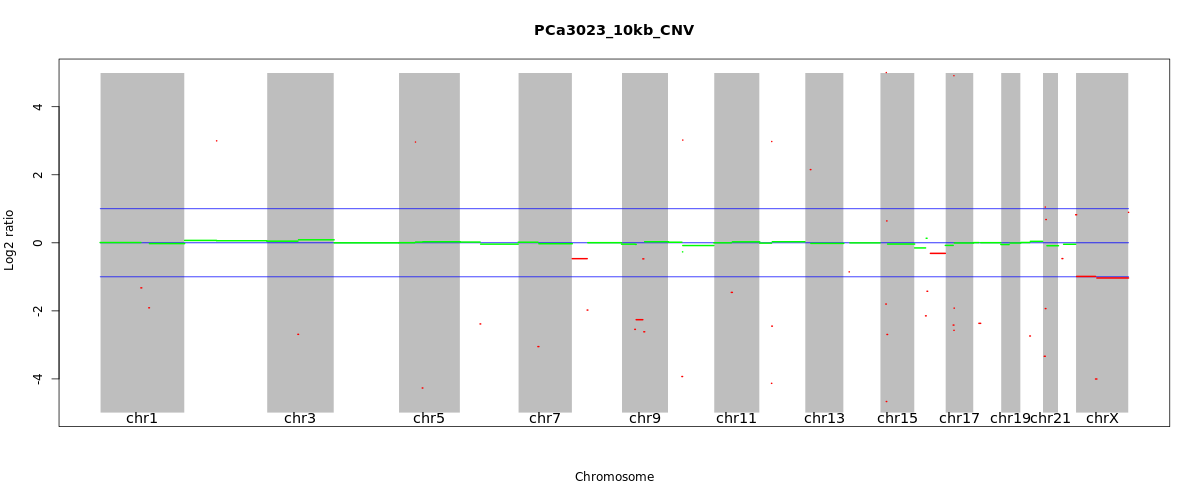 PCa3023_10kb_CNV
Log2 ratio
4
2
0
-2
-4
chr1 chr3 chr5 chr7 chr9 chr11 chr13 chr15 chr17 chr19 chr21 chrX
Chromosome